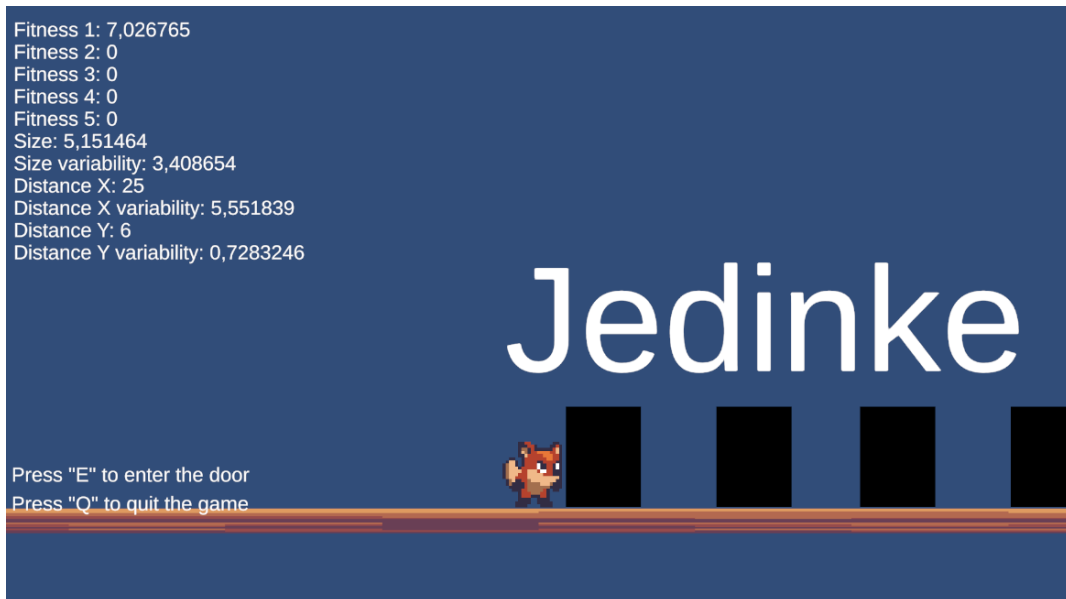 Fitness 1: 7,026765
Fitness 2: 0
Fitness 3: 0
Fitness 4: 0
Fitness 5: 0
Size: 5,151464
Size variability: 3,408654
Distance X: 25
Distance X variability: 5,551839
Distance Y: 6
Distance Y variability: 0,7283246
Jedinke
Press "E" to enter the door
Press "Q" to quit the game